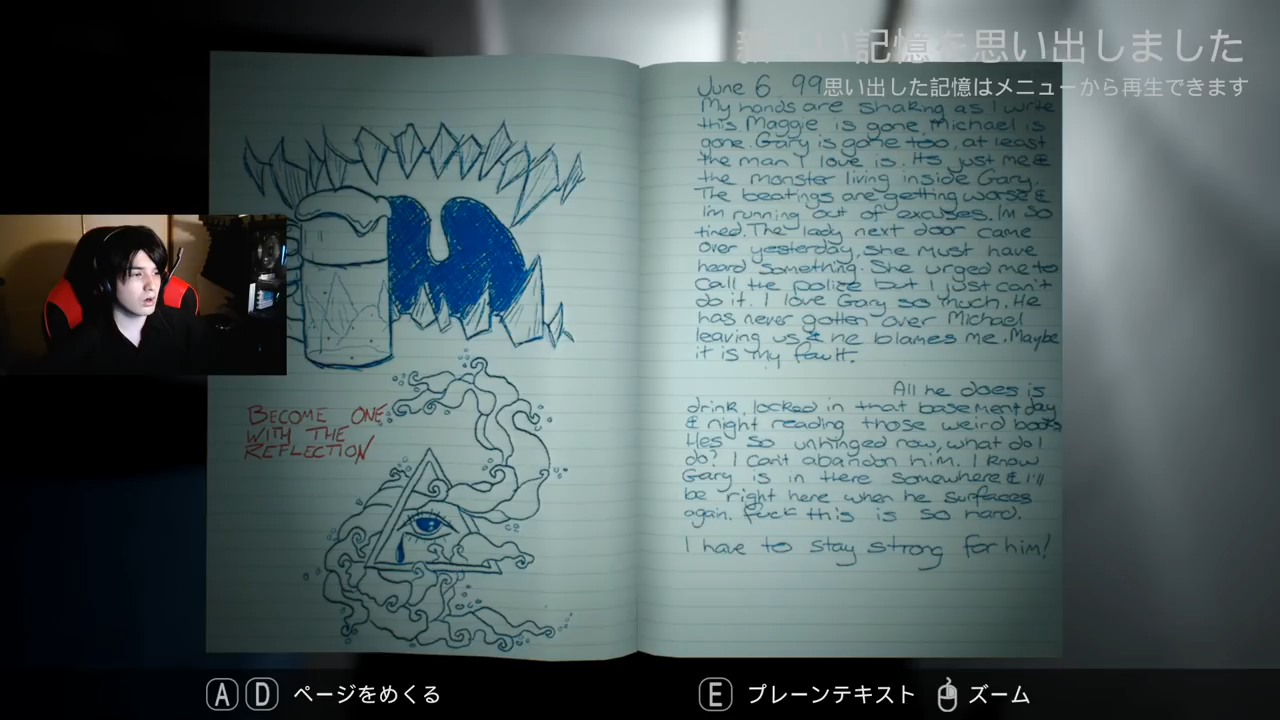 新しい記憶を思い出しました
思い出した記憶はメニューから再生できます
June 6 99
My hands are shaking as I write
this. Maggie is gone, Michael is
gone. Gary is gone too, at least
the man I love is. Its just me &
the monster living inside Gary.
The beatings are getting worse &
I'm running out of excuses. Im so
tired. The lady next door came
over yesterday, she must have
heard something. She urged me to
call the police but I just can't
do it. I love Gary so much. He
has never gotten over Michael
leaving us & he blames me. Maybe
it is my fault.
All he does is
drink, locked in that basement day
& night reading those weird books
Hes so unhinged now, what do I
do? I can't abandon him. I know
Gary is in there somewhere & I'll
be right here when he surfaces
again. Fuck this is so hard.
I have to stay strong for him!
BECOME ONE
WITH THE
REFLECTION
A D ページをめくる
E プレーンテキスト ズーム